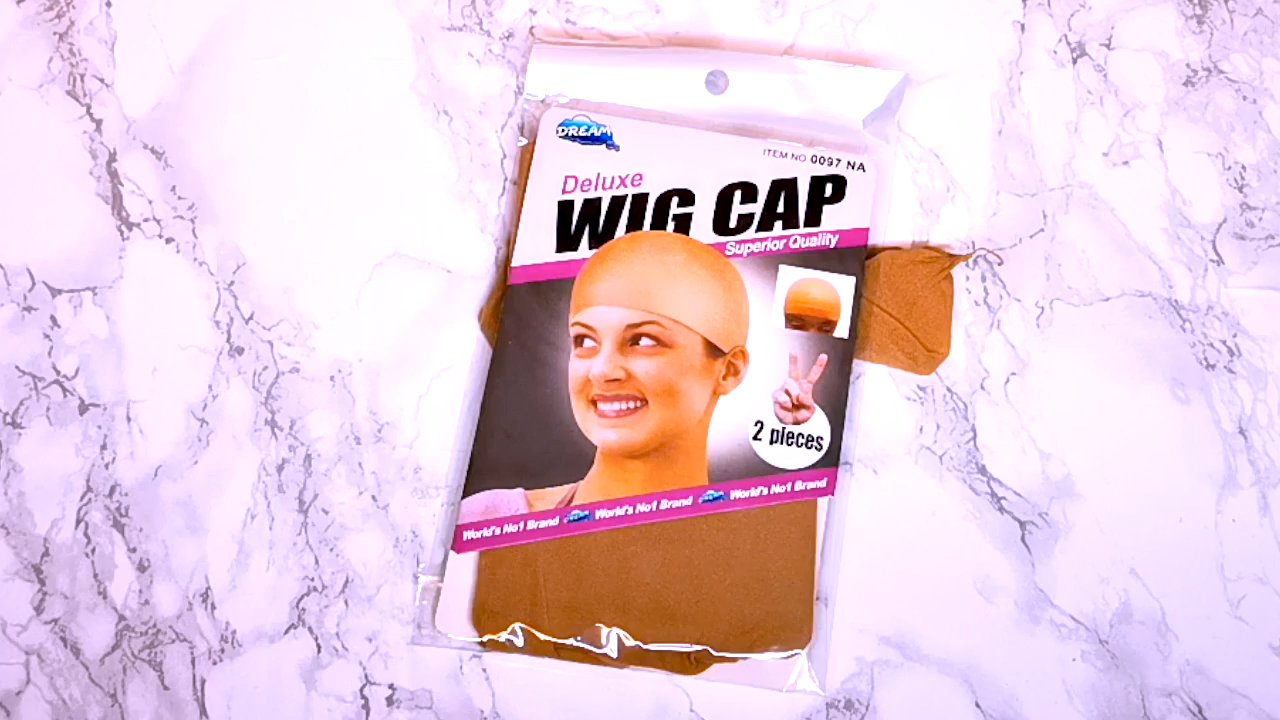 DREAM
ITEM NO 0097 NA
Deluxe
WIG CAP
Superior Quality
2 pieces
World's No1 Brand World's No1 Brand World's No1 Brand